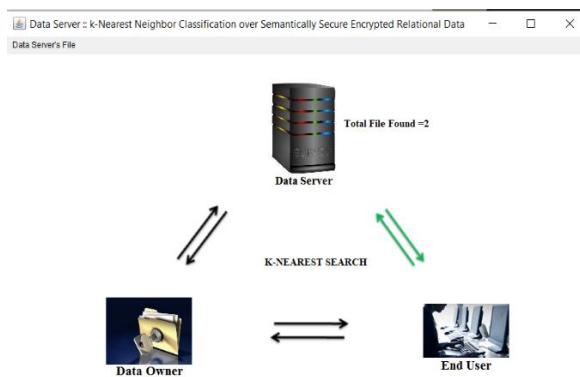 Data Server :: k-Nearest Neighbor Classification over Semantically Secure Encrypted Relational Data
Data Server's File
Total File Found =2
Data Server
K-NEAREST SEARCH
Data Owner
End User